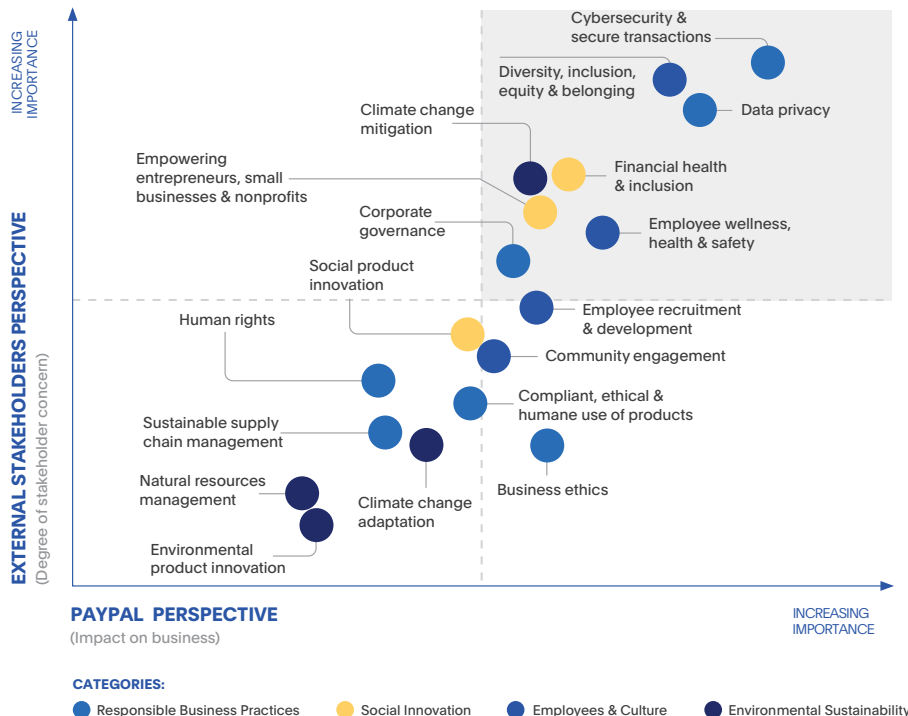 INCREASING
IMPORTANCE
EXTERNAL STAKEHOLDERS PERSPECTIVE
(Degree of stakeholder concern)
Cybersecurity &
secure transactions
Diversity, inclusion,
equity & belonging
Data privacy
Climate change
mitigation
Empowering
entrepreneurs, small
businesses & nonprofits
Financial health
& inclusion
Corporate
governance
Employee wellness,
health & safety
Social product
innovation
Employee recruitment
& development
Human rights
Community engagement
Compliant, ethical &
humane use of products
Sustainable supply
chain management
Natural resources
management
Climate change
adaptation
Business ethics
Environmental
product innovation
PAYPAL PERSPECTIVE
(Impact on business)
INCREASING
IMPORTANCE
CATEGORIES:
Responsible Business Practices
Social Innovation
Employees & Culture
Environmental Sustainability